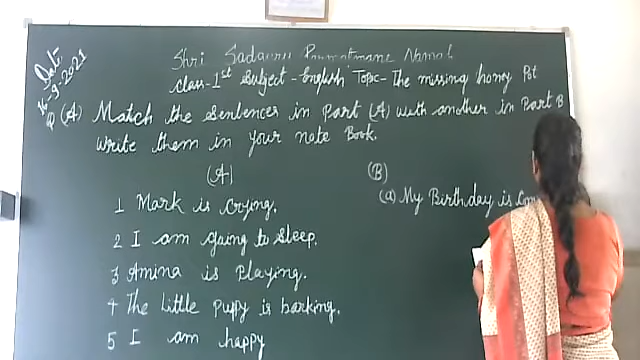 Shri Sadguru Parmatmane Namah
Date
16-9-2021
Class-1st Subject-English Topic-The missing honey Pot
Q (A) Match the Sentences in Part (A) with another in Part B
write them in your note Book.
(A)
(B)
1 Mark is crying.
(a) My Birthday is
2 I am going to sleep.
3 Amina is Playing.
4 The little puppy is barking.
5 I am happy